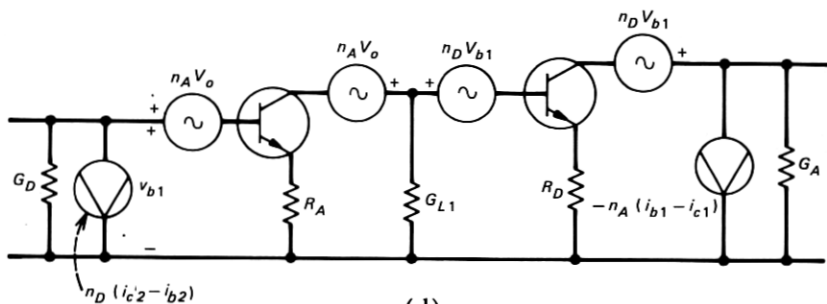 n_D V_b1
n_A V_o
n_A V_o
n_D V_b1
+
+
+
+
+
G_D
v_b1
R_A
G_L1
R_D
−n_A (i_b1−i_c1)
G_A
−
n_D (i_c2−i_b2)